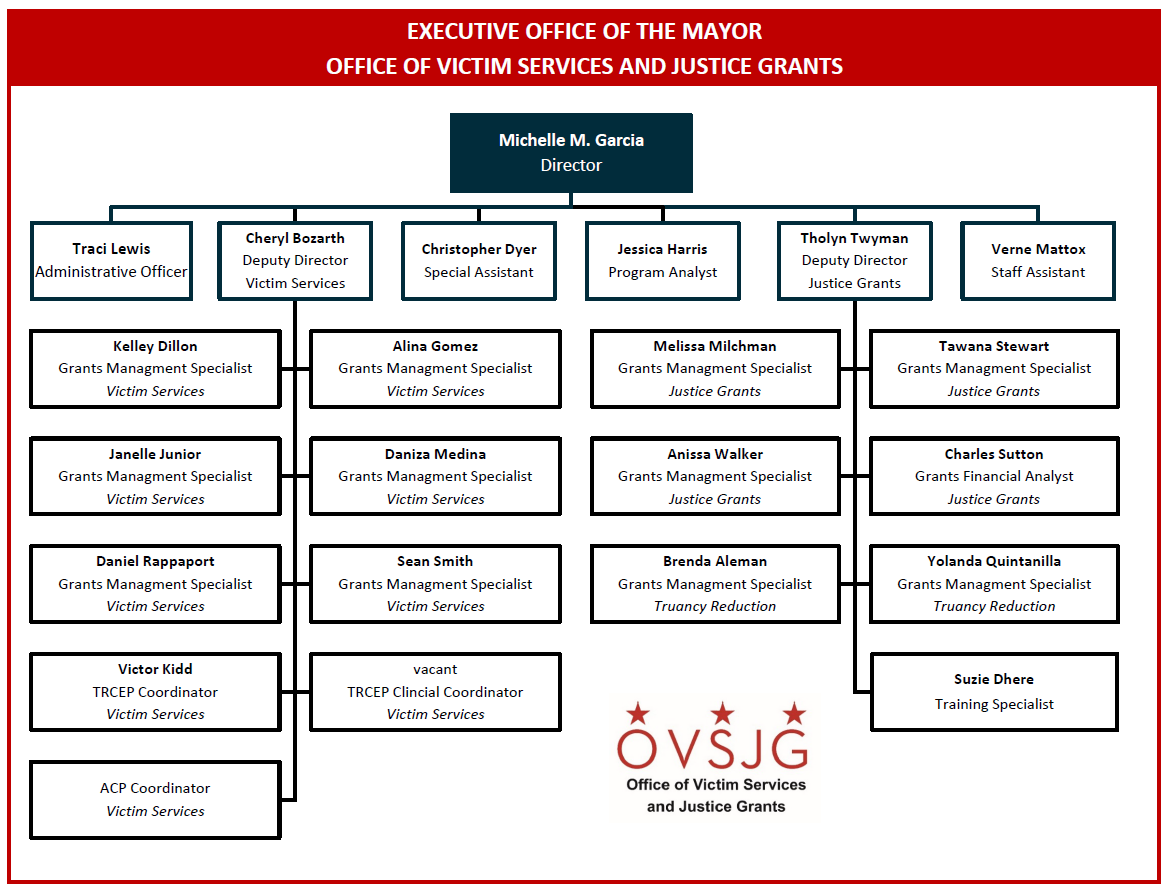 EXECUTIVE OFFICE OF THE MAYOR
OFFICE OF VICTIM SERVICES AND JUSTICE GRANTS
Michelle M. Garcia
Director
Traci Lewis
Administrative Officer
Cheryl Bozarth
Deputy Director
Victim Services
Christopher Dyer
Special Assistant
Jessica Harris
Program Analyst
Tholyn Twyman
Deputy Director
Justice Grants
Verne Mattox
Staff Assistant
Kelley Dillon
Grants Managment Specialist
Victim Services
Alina Gomez
Grants Managment Specialist
Victim Services
Melissa Milchman
Grants Managment Specialist
Justice Grants
Tawana Stewart
Grants Managment Specialist
Justice Grants
Janelle Junior
Grants Managment Specialist
Victim Services
Daniza Medina
Grants Managment Specialist
Victim Services
Anissa Walker
Grants Managment Specialist
Justice Grants
Charles Sutton
Grants Financial Analyst
Justice Grants
Daniel Rappaport
Grants Managment Specialist
Victim Services
Sean Smith
Grants Managment Specialist
Victim Services
Brenda Aleman
Grants Managment Specialist
Truancy Reduction
Yolanda Quintanilla
Grants Managment Specialist
Truancy Reduction
Victor Kidd
TRCEP Coordinator
Victim Services
vacant
TRCEP Clincial Coordinator
Victim Services
Suzie Dhere
Training Specialist
OVSJG
Office of Victim Services
and Justice Grants
ACP Coordinator
Victim Services